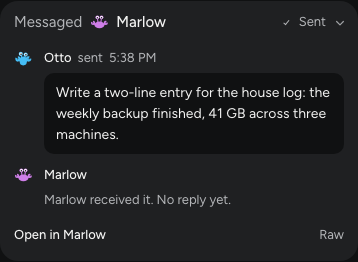 Messaged Marlow ✓ Sent
Otto sent 5:38 PM
Write a two-line entry for the house log: the
weekly backup finished, 41 GB across three
machines.
Marlow
Marlow received it. No reply yet.
Open in Marlow Raw